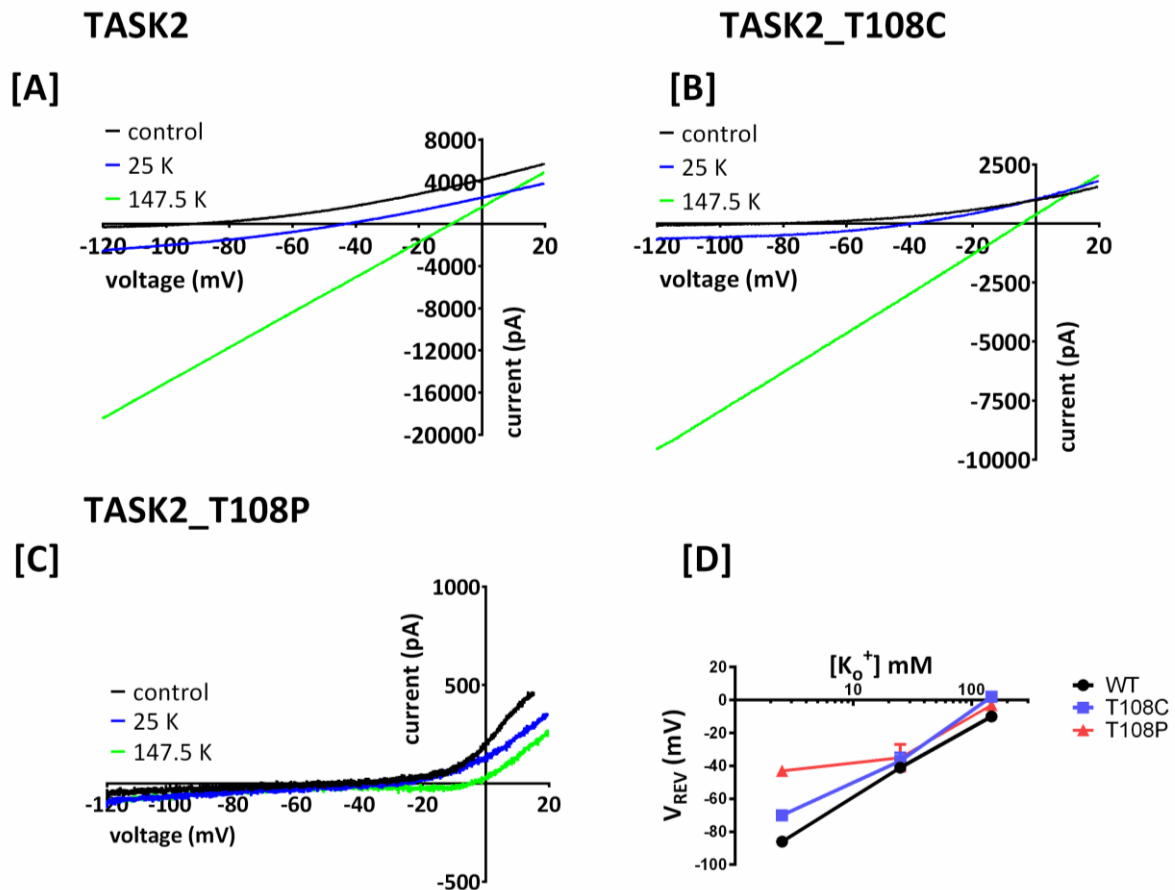 TASK2
TASK2_T108C
[A]
[B]
control
25 K
147.5 K
8000
4000
-4000
-8000
-12000
-16000
-20000
-120 -100 -80 -60 -40 -20 20
voltage (mV)
current (pA)
control
25 K
147.5 K
2500
-2500
-5000
-7500
-10000
-120 -100 -80 -60 -40 -20 20
voltage (mV)
current (pA)
TASK2_T108P
[C]
[D]
control
25 K
147.5 K
1000
500
-500
-120 -100 -80 -60 -40 -20 0 20
voltage (mV)
current (pA)
[Ko+] mM
10 100
20
0
-20
-40
-60
-80
-100
VREV (mV)
WT
T108C
T108P